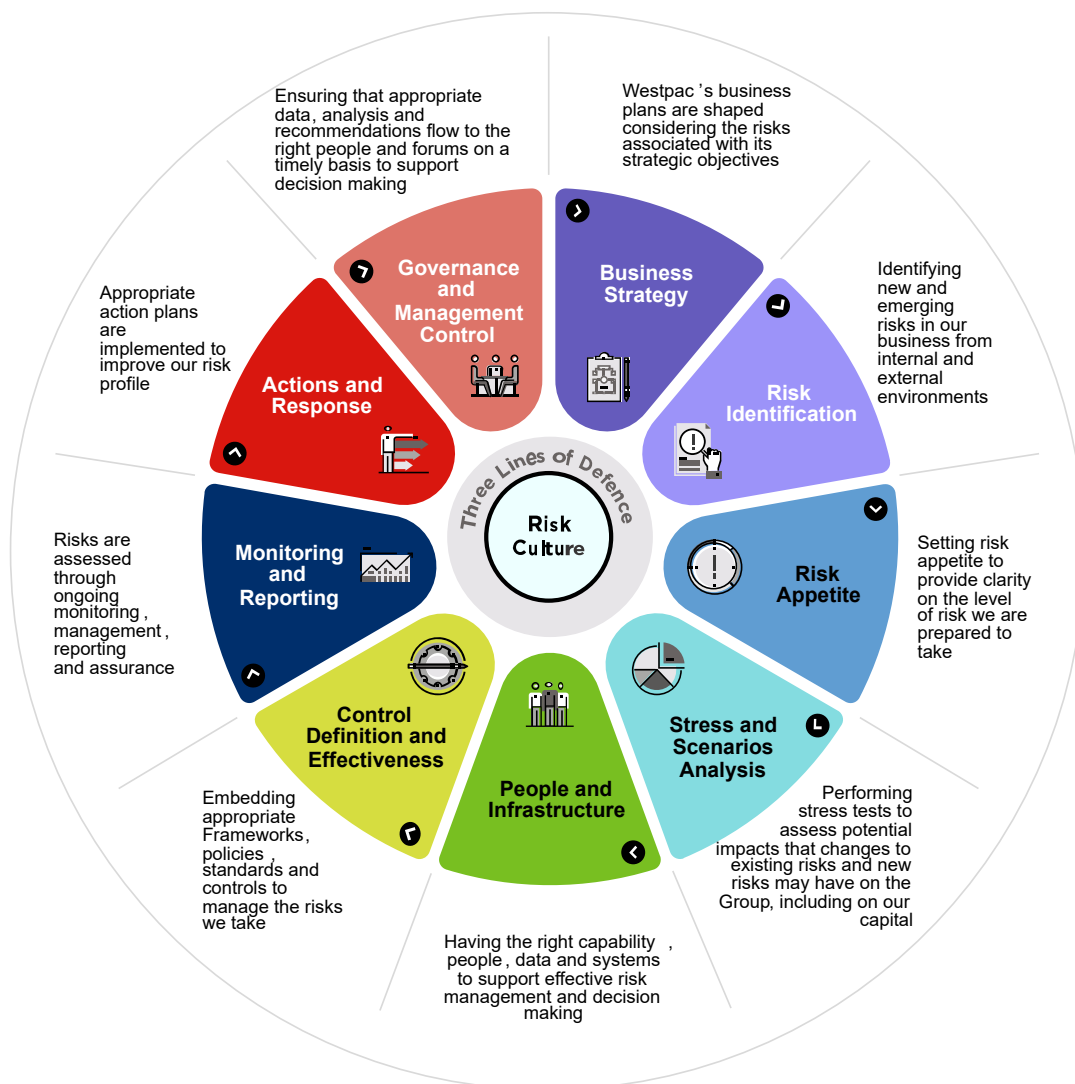 Ensuring that appropriate
data, analysis and
recommendations flow to the
right people and forums on a
timely basis to support
decision making
Westpac's business
plans are shaped
considering the risks
associated with its
strategic objectives
Governance
and
Management
Control
Business
Strategy
Appropriate
action plans
are
implemented to
improve our risk
profile
Actions and
Response
Risk
Identification
Identifying
new and
emerging
risks in our
business from
internal and
external
environments
Three Lines of Defence
Risk
Culture
Risks are
assessed
through
ongoing
monitoring,
management,
reporting
and assurance
Monitoring
and
Reporting
Risk
Appetite
Setting risk
appetite to
provide clarity
on the level
of risk we are
prepared to
take
Control
Definition and
Effectiveness
People and
Infrastructure
Stress and
Scenarios
Analysis
Embedding
appropriate
Frameworks,
policies,
standards and
controls to
manage the risks
we take
Having the right capability,
people, data and systems
to support effective risk
management and decision
making
Performing
stress tests to
assess potential
impacts that changes to
existing risks and new
risks may have on the
Group, including on our
capital